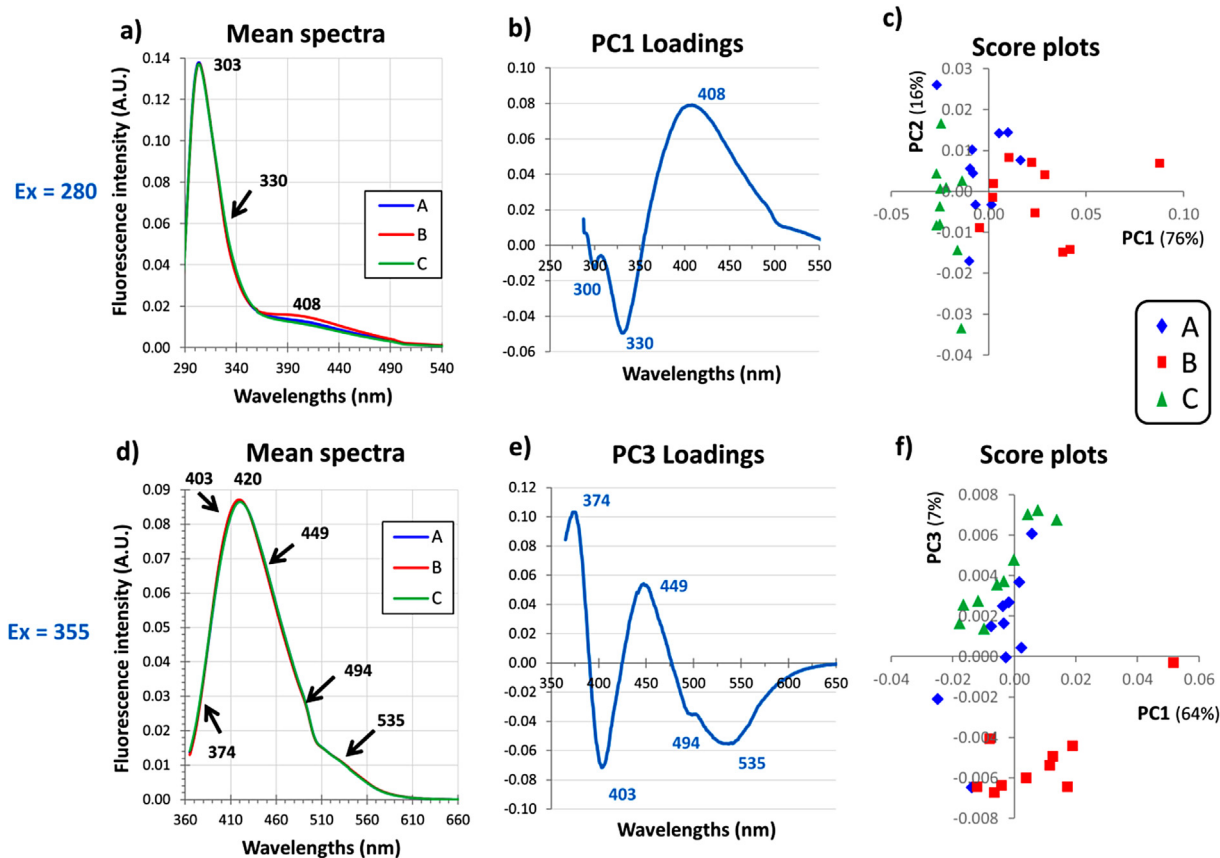 a)
Mean spectra
Ex = 280
Fluorescence intensity (A.U.)
0.14
0.12
0.10
0.08
0.06
0.04
0.02
0.00
303
330
408
A
B
C
290 340 390 440 490 540
Wavelengths (nm)
b)
PC1 Loadings
0.10
0.08
0.06
0.04
0.02
0.00
-0.02
-0.04
-0.06
408
300
330
250 300 350 400 450 500 550
Wavelengths (nm)
c)
Score plots
PC2 (16%)
0.03
0.02
0.01
0.00
-0.01
-0.02
-0.03
-0.04
-0.05 0.00 0.05 0.10
PC1 (76%)
A
B
C
d)
Mean spectra
Ex = 355
Fluorescence intensity (A.U.)
0.09
0.08
0.07
0.06
0.05
0.04
0.03
0.02
0.01
0.00
403 420
449
494
535
374
A
B
C
360 410 460 510 560 610 660
Wavelengths (nm)
e)
PC3 Loadings
0.12
0.10
0.08
0.06
0.04
0.02
0.00
-0.02
-0.04
-0.06
-0.08
-0.10
374
449
494
535
403
350 400 450 500 550 600 650
Wavelengths (nm)
f)
Score plots
PC3 (7%)
0.008
0.006
0.004
0.002
0.000
-0.002
-0.004
-0.006
-0.008
-0.04 -0.02 0.00 0.02 0.04 0.06
PC1 (64%)